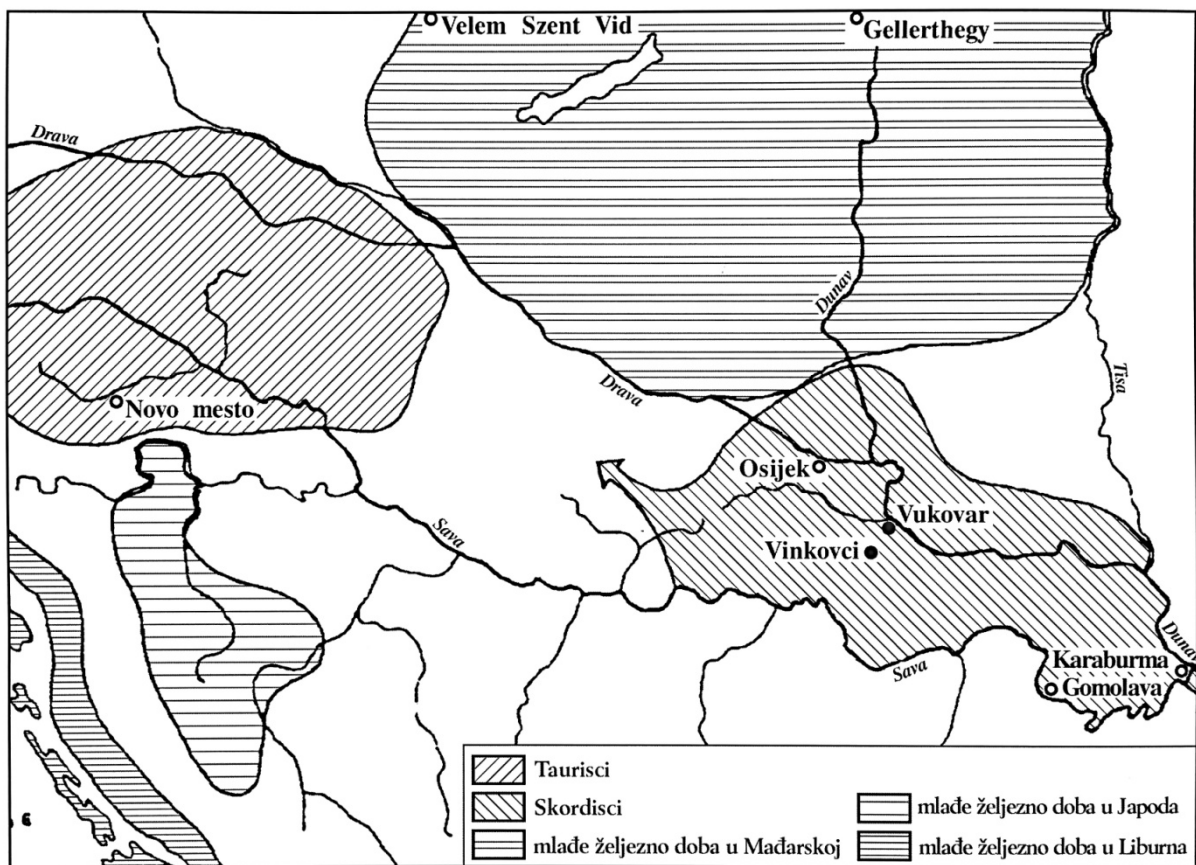 Velem Szent Vid
Gellerthegy
Drava
Dunav
Tisa
Drava
Novo mesto
Osijek
Vukovar
Sava
Vinkovci
Dunav
Karaburma
Sava
Gomolava
Taurisci
Skordisci
mlađe željezno doba u Mađarskoj
mlađe željezno doba u Japoda
mlađe željezno doba u Liburna
6